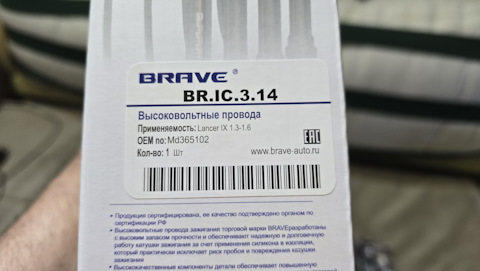 BRAVE®
BR.IC.3.14
Высоковольтные провода
Применяемость: Lancer IX 1.3-1.6
OEM no: Md365102
Кол-во: 1 Шт
EAC
www.brave-auto.ru
• Продукция сертифицирована, ее качество подтверждено органом по
сертификации РФ
• Высоковольтные провода зажигания торговой марки BRAVEразработаны
с высоким запасом прочности и обеспечивают надежную и долговечную
работу катушки зажигания за счет применения силикона в изоляции,
который практически исключает риск пробоя и повреждения катушки
зажигания
• Высококачественные компоненты детали обеспечивают повышенную